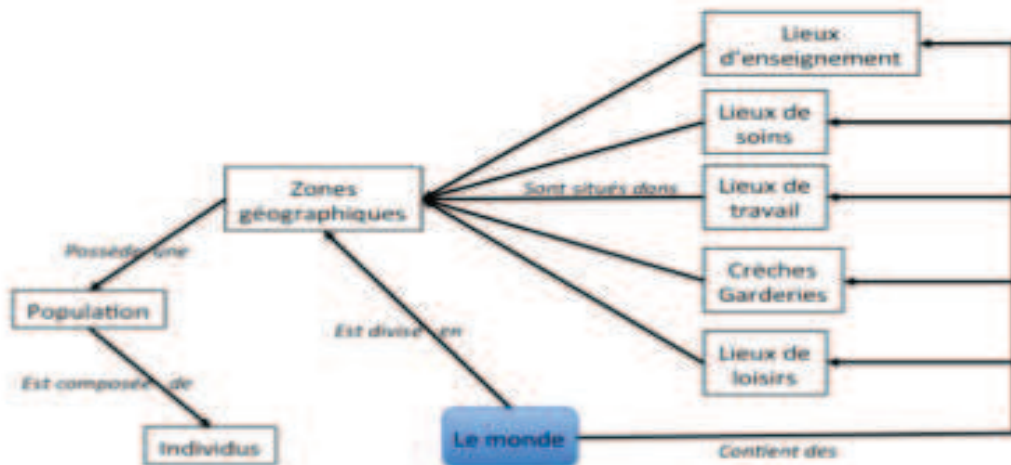 Lieux
d'enseignement
Lieux de
soins
Zones
géographiques
Sont situés dans
Lieux de
travail
Possède une
Crèches
Garderies
Population
Est divisé en
Lieux de
loisirs
Est composée de
Individus
Le monde
Contient des